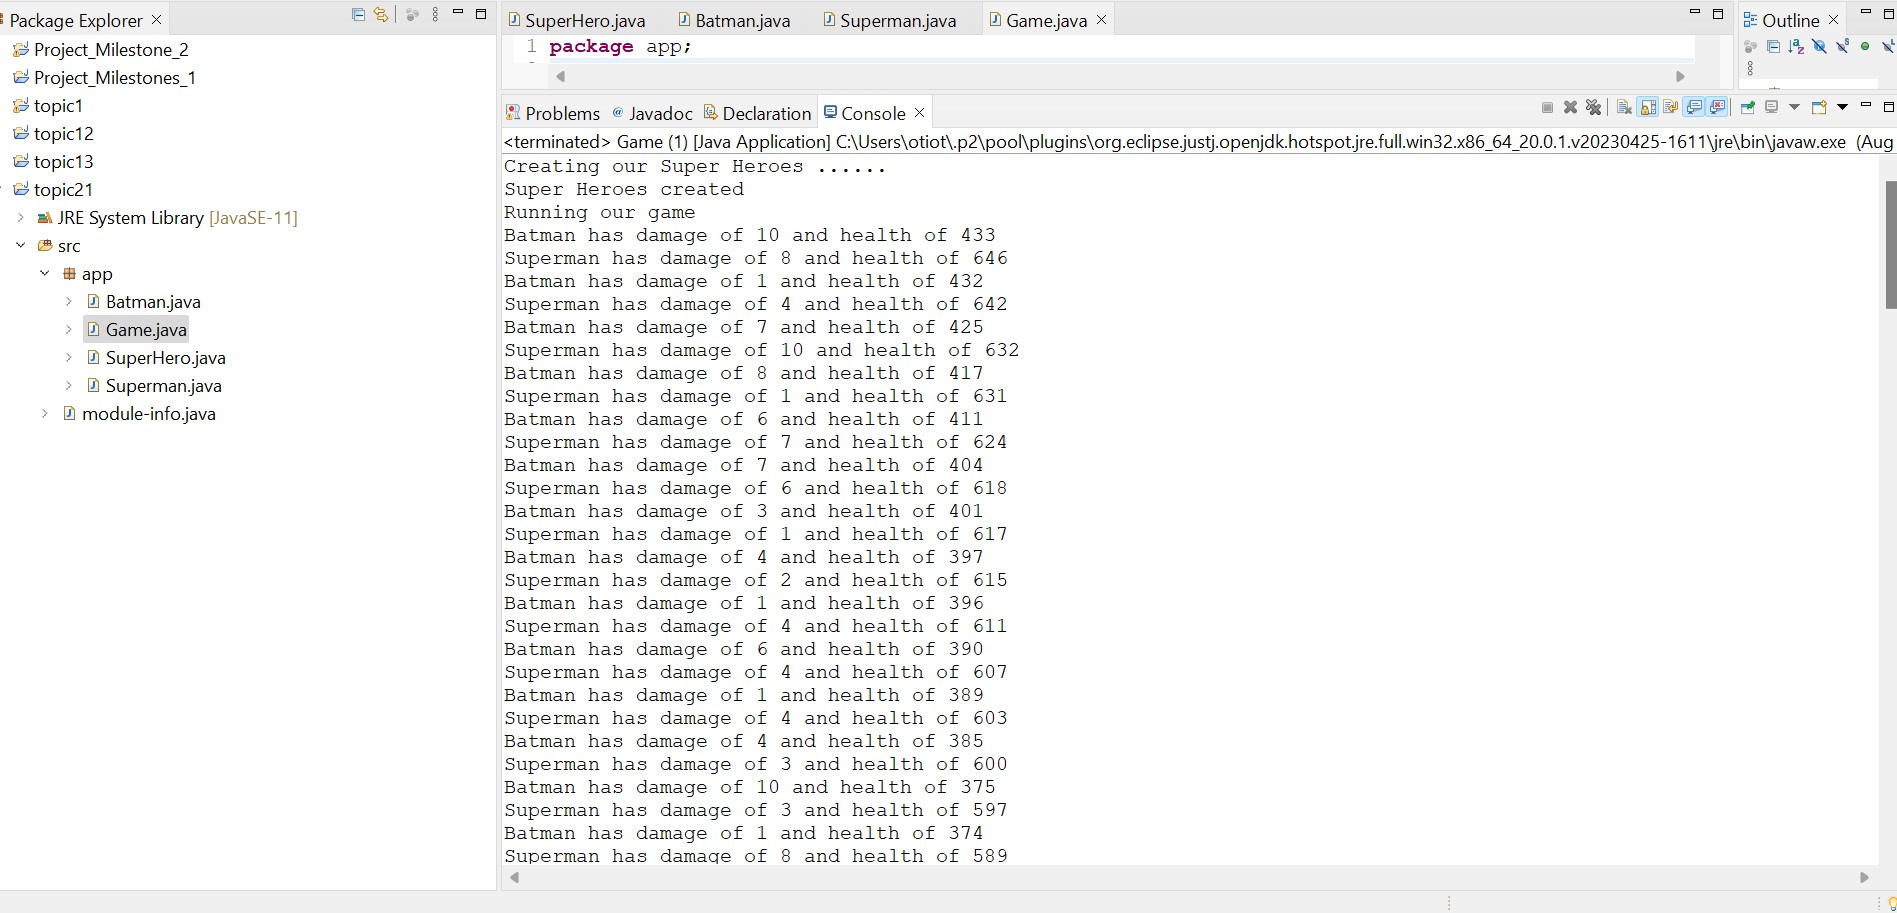 Package Explorer
Project_Milestone_2
Project_Milestones_1
topic1
topic12
topic13
topic21
JRE System Library [JavaSE-11]
src
app
Batman.java
Game.java
SuperHero.java
Superman.java
module-info.java
SuperHero.java Batman.java Superman.java Game.java
1 package app;
Outline
Problems @ Javadoc Declaration Console
<terminated> Game (1) [Java Application] C:\Users\otiot\.p2\pool\plugins\org.eclipse.justj.openjdk.hotspot.jre.full.win32.x86_64_20.0.1.v20230425-1611\jre\bin\javaw.exe (Aug
Creating our Super Heroes ......
Super Heroes created
Running our game
Batman has damage of 10 and health of 433
Superman has damage of 8 and health of 646
Batman has damage of 1 and health of 432
Superman has damage of 4 and health of 642
Batman has damage of 7 and health of 425
Superman has damage of 10 and health of 632
Batman has damage of 8 and health of 417
Superman has damage of 1 and health of 631
Batman has damage of 6 and health of 411
Superman has damage of 7 and health of 624
Batman has damage of 7 and health of 404
Superman has damage of 6 and health of 618
Batman has damage of 3 and health of 401
Superman has damage of 1 and health of 617
Batman has damage of 4 and health of 397
Superman has damage of 2 and health of 615
Batman has damage of 1 and health of 396
Superman has damage of 4 and health of 611
Batman has damage of 6 and health of 390
Superman has damage of 4 and health of 607
Batman has damage of 1 and health of 389
Superman has damage of 4 and health of 603
Batman has damage of 4 and health of 385
Superman has damage of 3 and health of 600
Batman has damage of 10 and health of 375
Superman has damage of 3 and health of 597
Batman has damage of 1 and health of 374
Superman has damage of 8 and health of 589